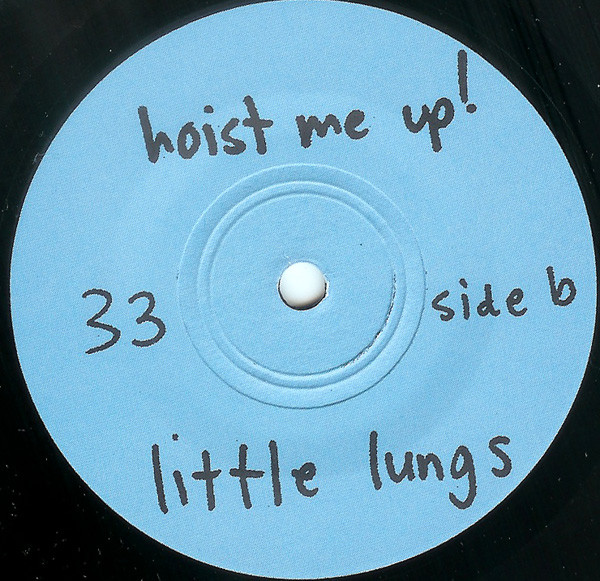 hoist me up!
33
side b
little lungs